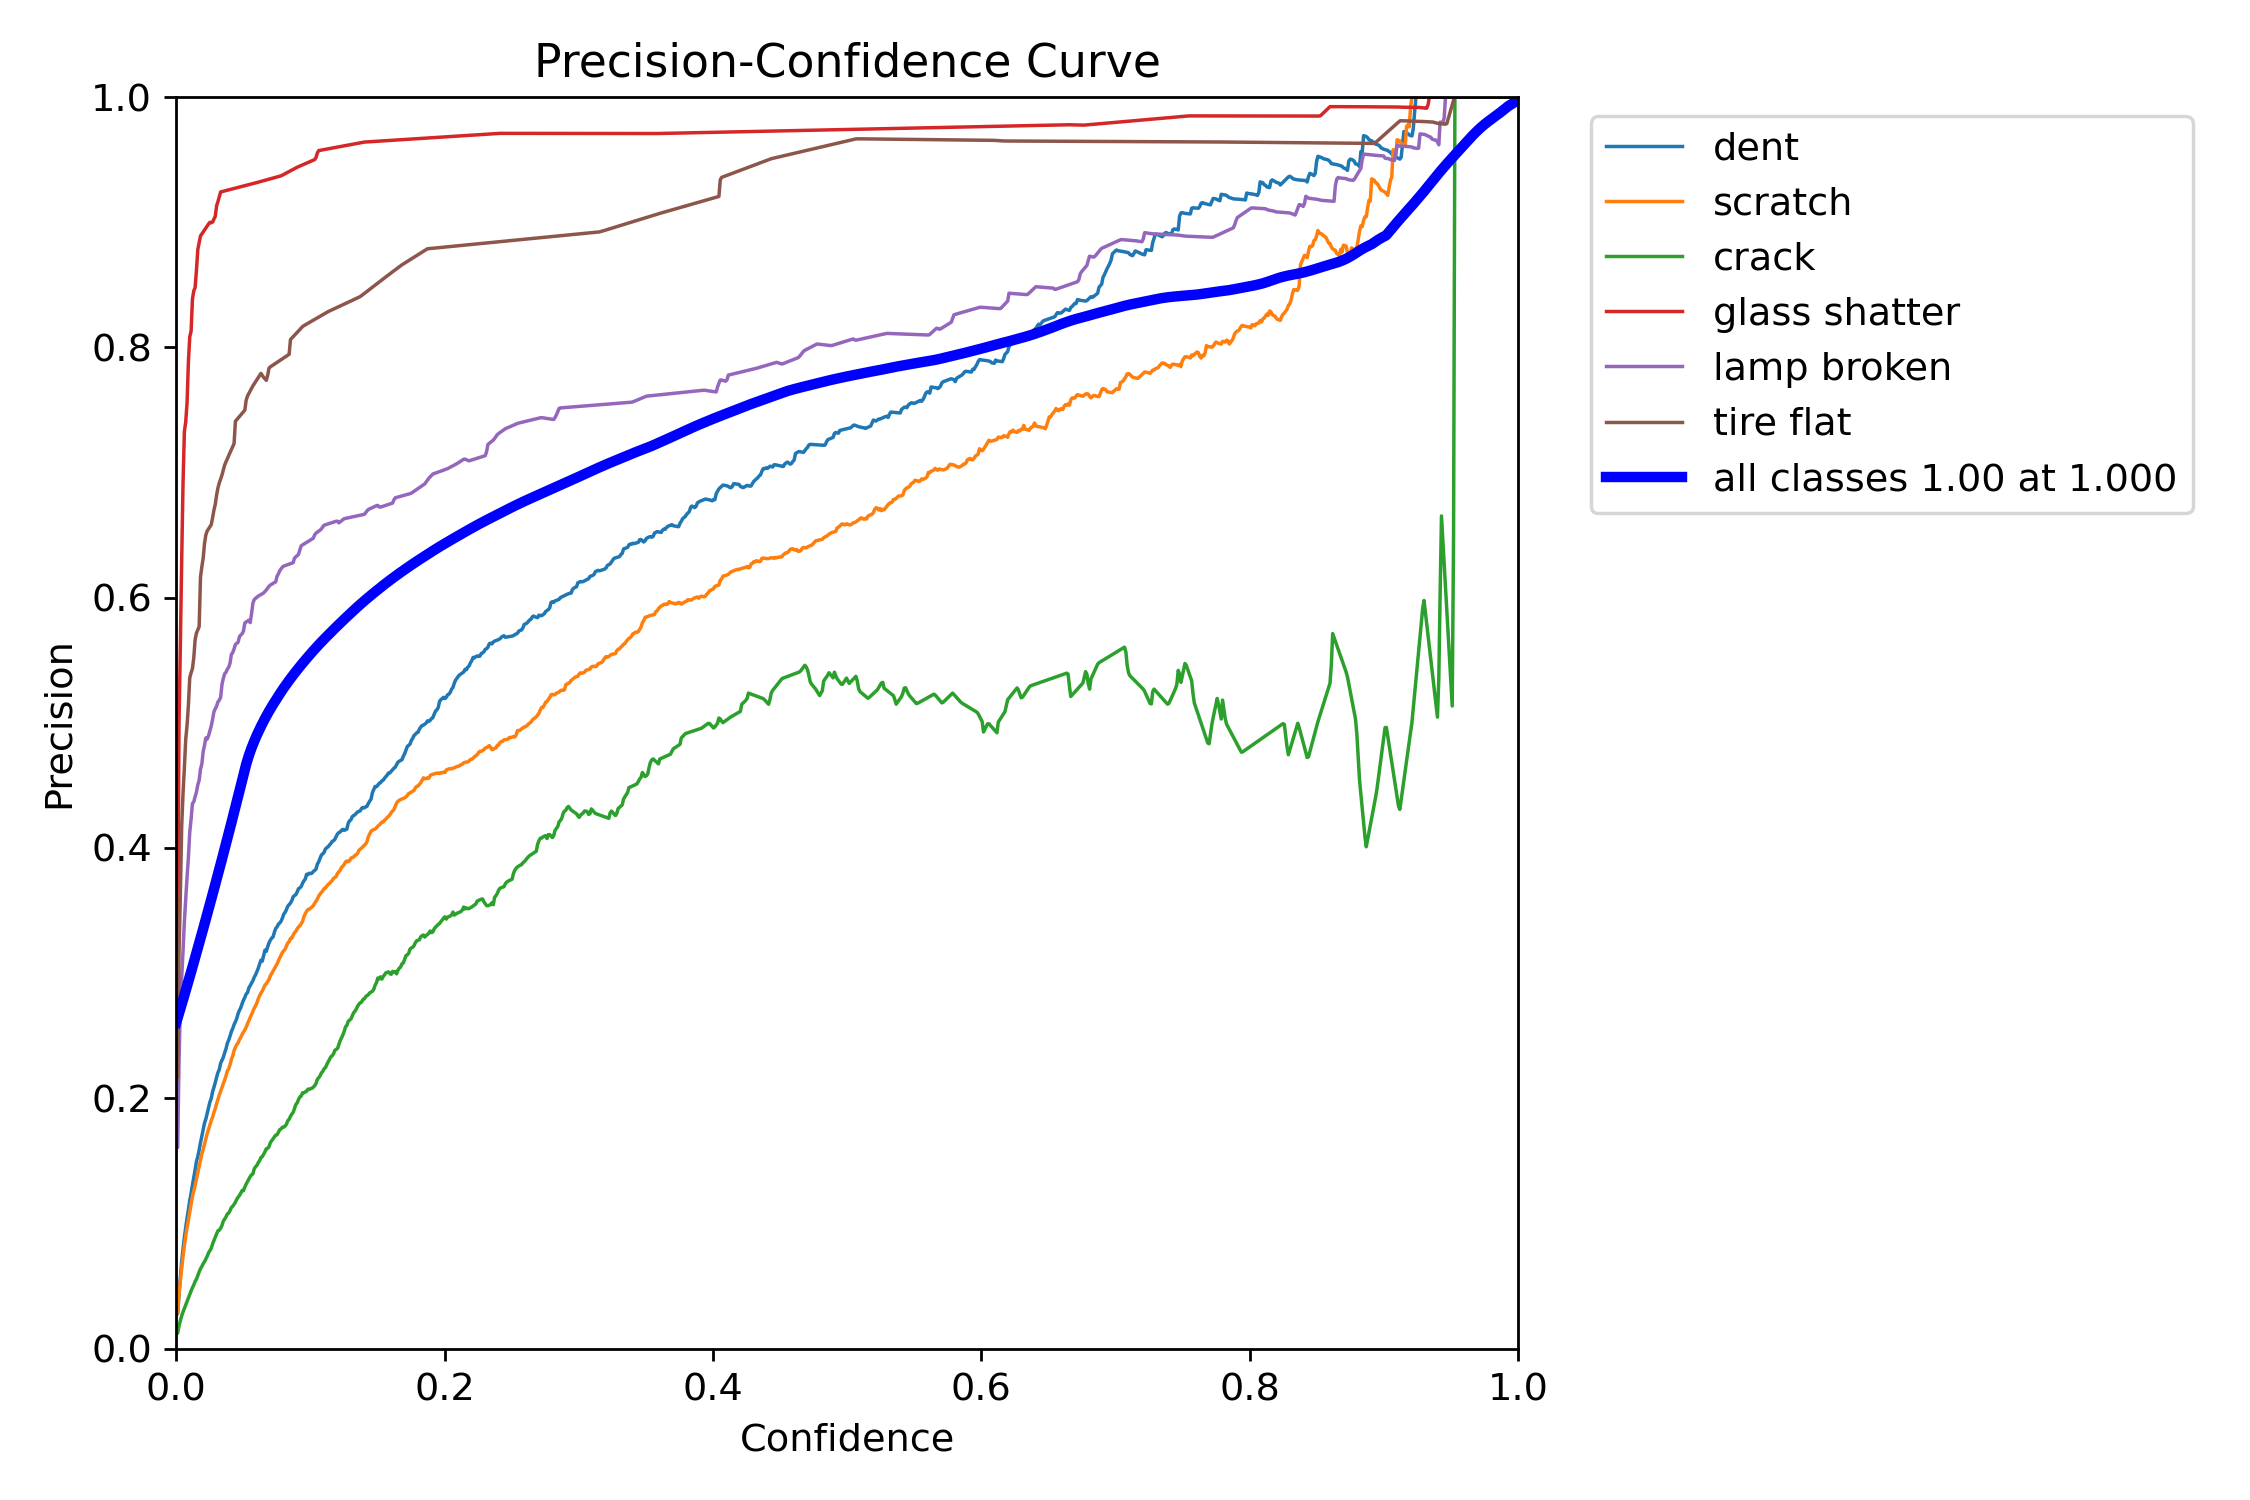 Precision-Confidence Curve
1.0
0.8
0.6
0.4
0.2
0.0
Precision
0.0 0.2 0.4 0.6 0.8 1.0
Confidence
dent
scratch
crack
glass shatter
lamp broken
tire flat
all classes 1.00 at 1.000